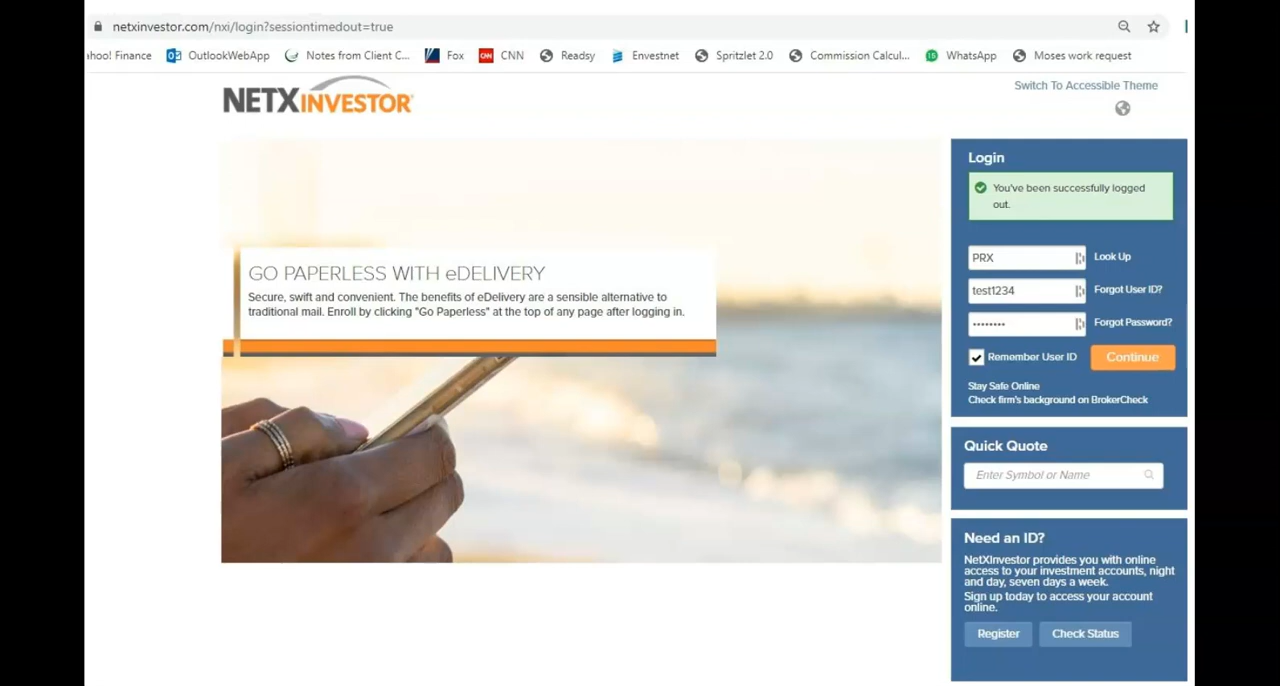 netxinvestor.com/nxi/login?sessiontimedout=true
ahoo! Finance OutlookWebApp Notes from Client C... Fox CNN CNN Readsy Envestnet Spritzlet 2.0 Commission Calcul... 15 WhatsApp Moses work request
Switch To Accessible Theme
NETXINVESTOR
Login
You've been successfully logged
out.
PRX Look Up
test1234 Forgot User ID?
•••••••• Forgot Password?
Remember User ID Continue
Stay Safe Online
Check firm's background on BrokerCheck
GO PAPERLESS WITH eDELIVERY
Secure, swift and convenient. The benefits of eDelivery are a sensible alternative to
traditional mail. Enroll by clicking "Go Paperless" at the top of any page after logging in.
Quick Quote
Enter Symbol or Name
Need an ID?
NetXInvestor provides you with online
access to your investment accounts, night
and day, seven days a week.
Sign up today to access your account
online.
Register Check Status